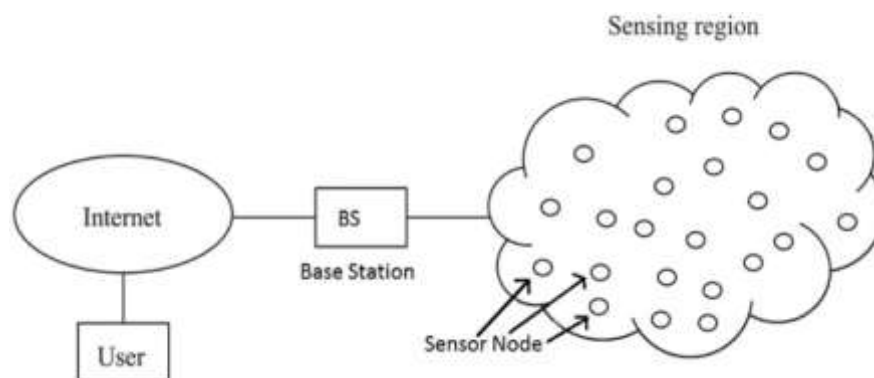 Sensing region
Internet
BS
Base Station
Sensor Node
User